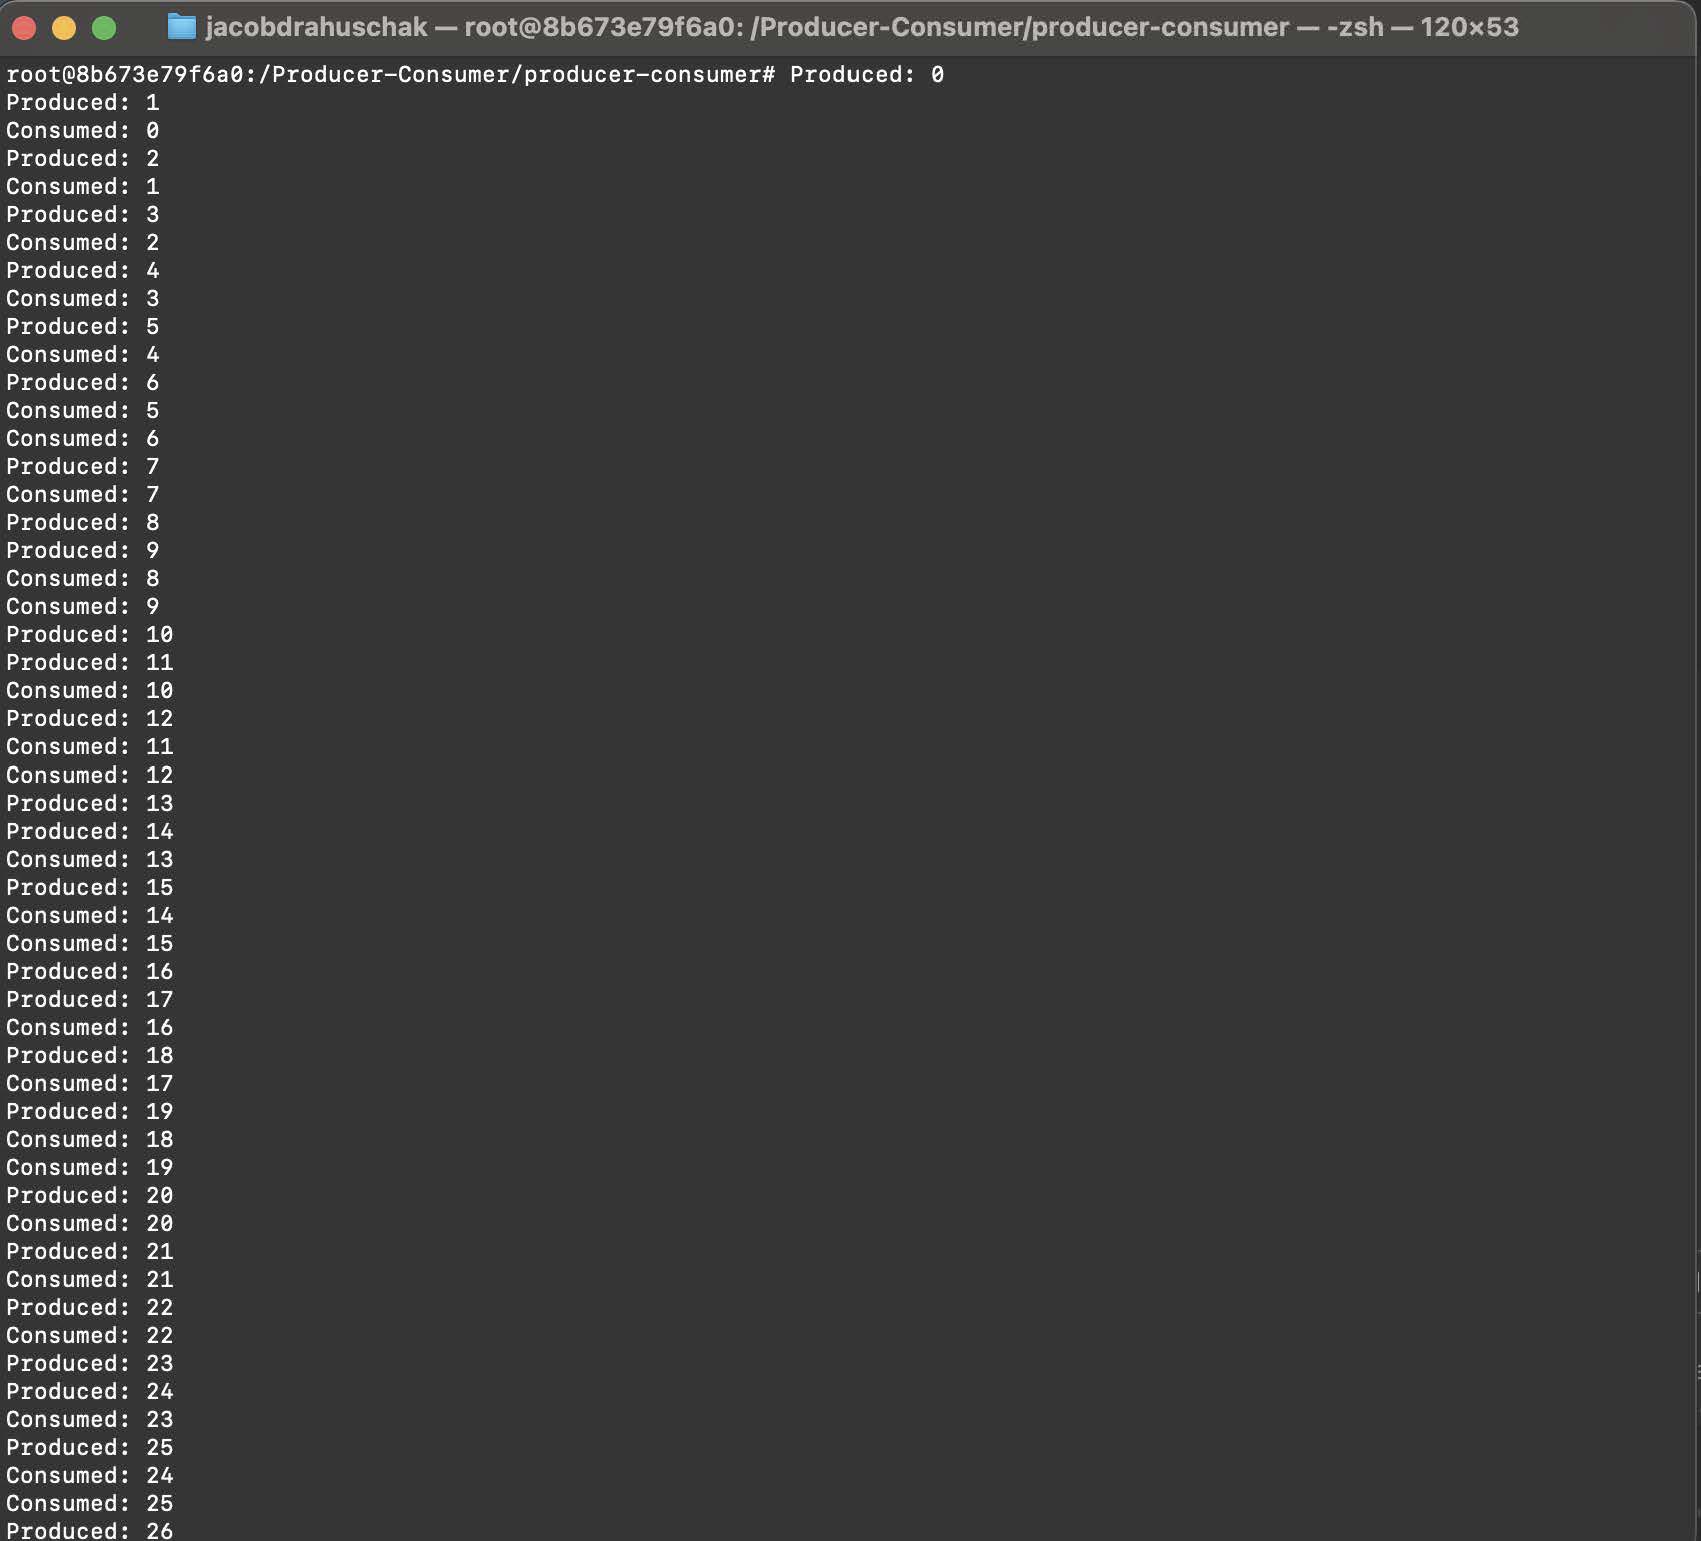 jacobdrahuschak — root@8b673e79f6a0: /Producer-Consumer/producer-consumer — -zsh — 120×53
root@8b673e79f6a0:/Producer-Consumer/producer-consumer# Produced: 0
Produced: 1
Consumed: 0
Produced: 2
Consumed: 1
Produced: 3
Consumed: 2
Produced: 4
Consumed: 3
Produced: 5
Consumed: 4
Produced: 6
Consumed: 5
Consumed: 6
Produced: 7
Consumed: 7
Produced: 8
Produced: 9
Consumed: 8
Consumed: 9
Produced: 10
Produced: 11
Consumed: 10
Produced: 12
Consumed: 11
Consumed: 12
Produced: 13
Produced: 14
Consumed: 13
Produced: 15
Consumed: 14
Consumed: 15
Produced: 16
Produced: 17
Consumed: 16
Produced: 18
Consumed: 17
Produced: 19
Consumed: 18
Consumed: 19
Produced: 20
Consumed: 20
Produced: 21
Consumed: 21
Produced: 22
Consumed: 22
Produced: 23
Produced: 24
Consumed: 23
Produced: 25
Consumed: 24
Consumed: 25
Produced: 26